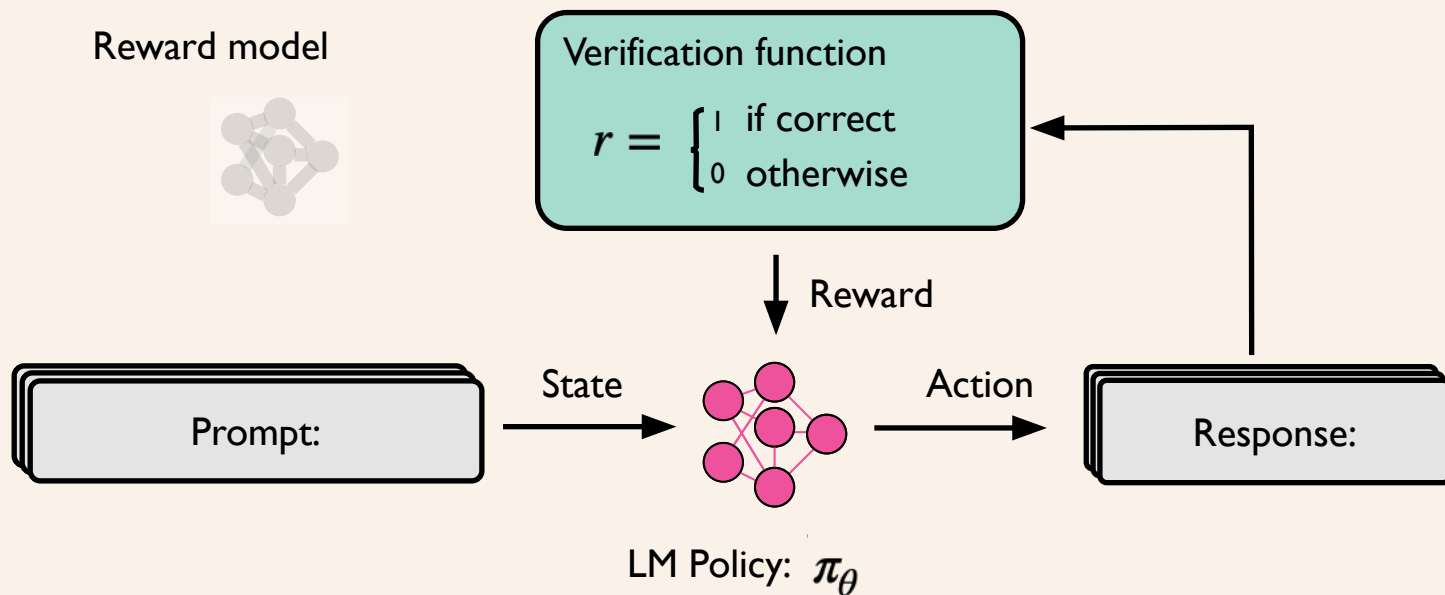 Reward model
Verification function
r = { 1 if correct
0 otherwise
Reward
State
Action
Prompt:
Response:
LM Policy: π_θ